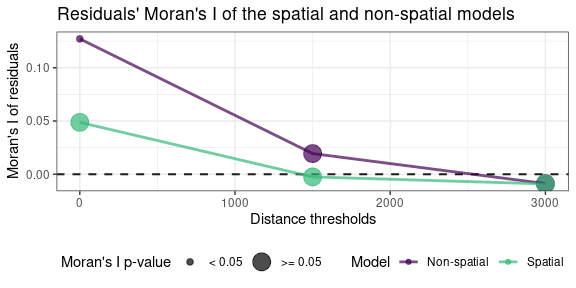 Residuals' Moran's I of the spatial and non-spatial models
Moran's I of residuals
0.10
0.05
0.00
0
1000
2000
3000
Distance thresholds
Moran's I p-value
< 0.05
>= 0.05
Model
Non-spatial
Spatial